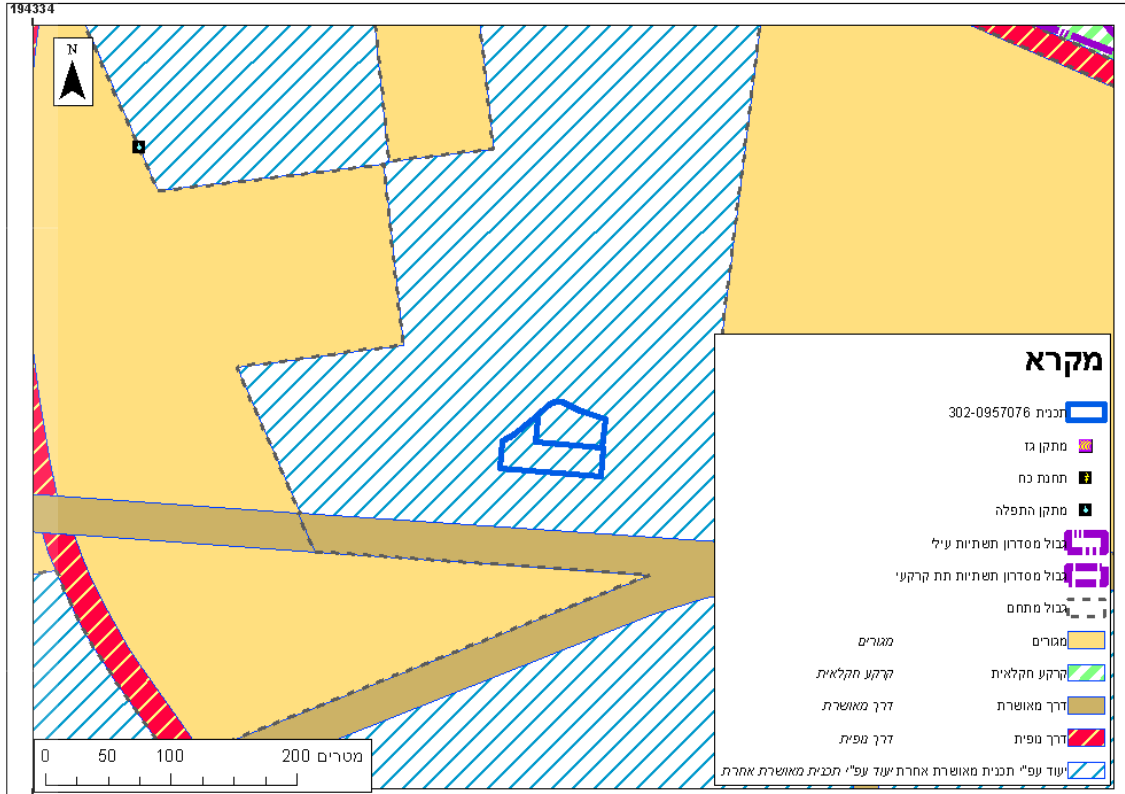 194334
N
מקרא
תכנית 302-0957076
מתקן גז
תחנת כח
מתקן התפלה
גבול מסדרון תשתיות עילי
גבול מסדרון תשתיות תת קרקעי
גבול מתחם
מגורים מגורים
קרקע חקלאית קרקע חקלאית
דרך מאושרת דרך מאושרת
דרך נופית דרך נופית
יעוד עפ"י תכנית מאושרת אחרת יעוד עפ"י תכנית מאושרת אחרת
0 50 100 200 מטרים